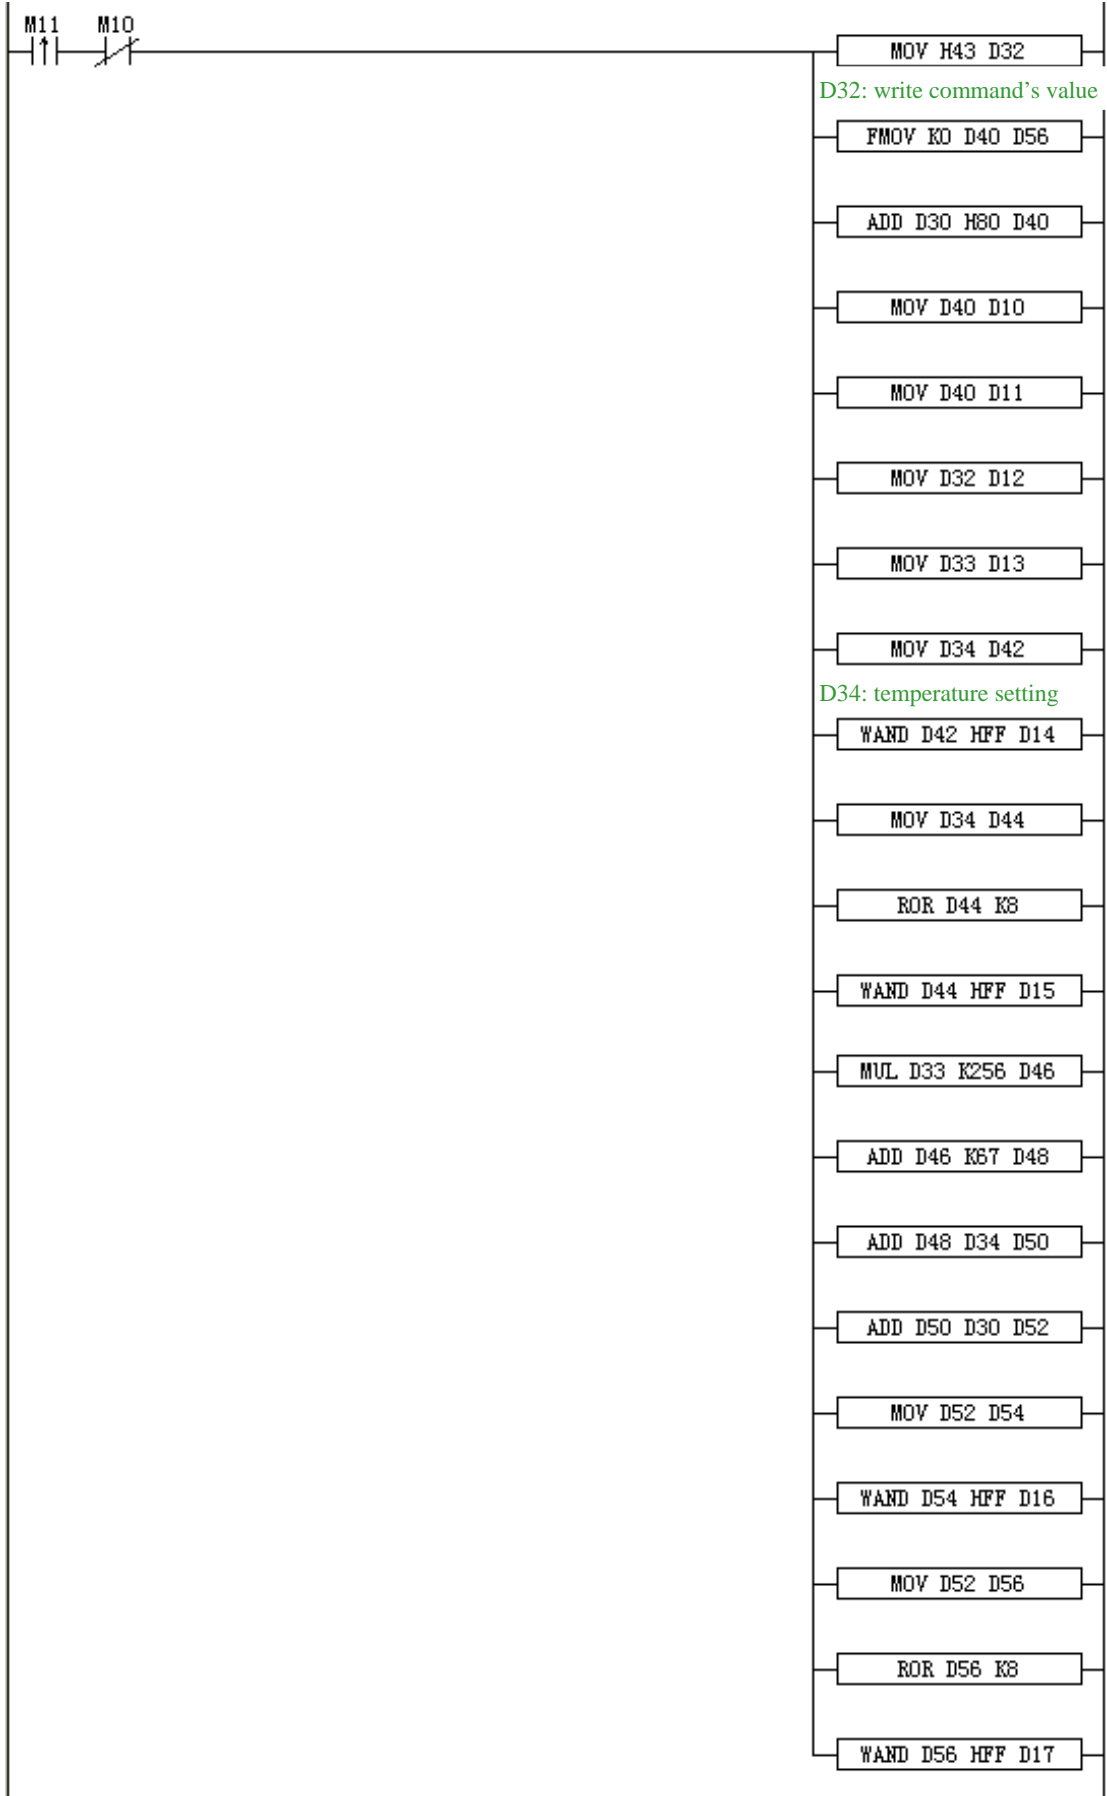 M11 M10
MOV H43 D32
D32: write command's value
FMOV K0 D40 D56
ADD D30 H80 D40
MOV D40 D10
MOV D40 D11
MOV D32 D12
MOV D33 D13
MOV D34 D42
D34: temperature setting
WAND D42 HFF D14
MOV D34 D44
ROR D44 K8
WAND D44 HFF D15
MUL D33 K256 D46
ADD D46 K67 D48
ADD D48 D34 D50
ADD D50 D30 D52
MOV D52 D54
WAND D54 HFF D16
MOV D52 D56
ROR D56 K8
WAND D56 HFF D17